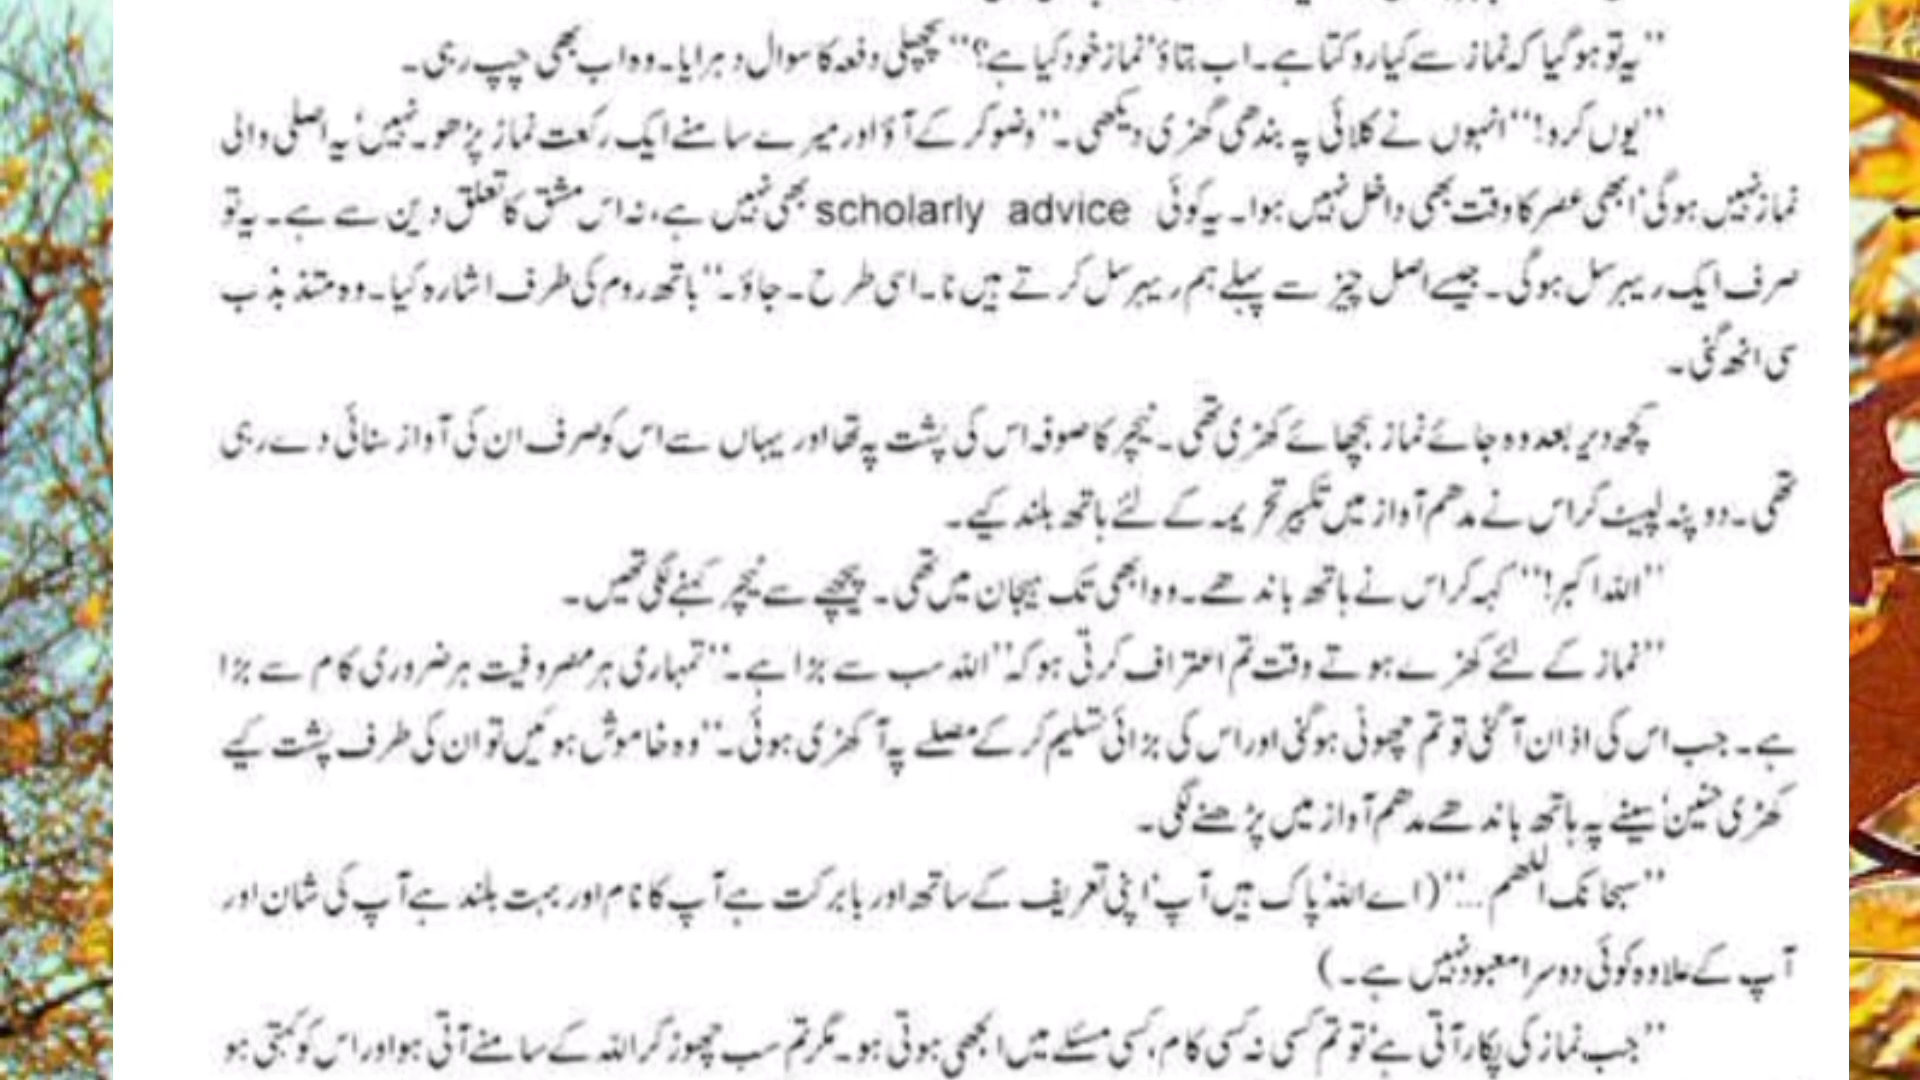 ’’یہ تو ہو گیا کہ نماز سے کیا روکتا ہے۔ اب بتاؤ‘ نماز خود کیا ہے؟‘‘ پچھلی دفعہ کا سوال دہرایا۔ وہ اب بھی چپ رہی۔
’’یوں کرو!‘‘ انہوں نے کلائی پہ بندھی گھڑی دیکھی۔ ’’وضو کر کے آؤ اور میرے سامنے ایک رکعت نماز پڑھو۔ نہیں‘ یہ اصلی والی
نماز نہیں ہو گی‘ ابھی عصر کا وقت بھی داخل نہیں ہوا۔ یہ کوئی scholarly advice بھی نہیں ہے، نہ اس مشق کا تعلق دین سے ہے۔ یہ تو
صرف ایک ریہرسل ہو گی۔ جیسے اصل چیز سے پہلے ہم ریہرسل کرتے ہیں نا۔ اسی طرح۔ جاؤ۔‘‘ باتھ روم کی طرف اشارہ کیا۔ وہ متذبذب
سی اٹھ گئی۔
کچھ دیر بعد وہ جائے نماز بچھائے کھڑی تھی۔ ٹیچر کا صوفہ اس کی پشت پہ تھا اور یہاں سے اس کو صرف ان کی آواز سنائی دے رہی
تھی۔ دوپٹہ لپیٹ کر اس نے مدھم آواز میں تکبیر تحریمہ کے لئے ہاتھ بلند کیے۔
’’اللہ اکبر!‘‘ کہہ کر اس نے ہاتھ باندھے۔ وہ ابھی تک ہیجان میں تھی۔ پیچھے سے ٹیچر کہنے لگی تھیں۔
’’نماز کے لئے کھڑے ہوتے وقت تم اعتراف کرتی ہو کہ ’’اللہ سب سے بڑا ہے۔‘‘ تمہاری ہر مصروفیت ہر ضروری کام سے بڑا
ہے۔ جب اس کی اذان آ گئی تو تم چھوٹی ہو گئی اور اس کی بڑائی تسلیم کر کے مصلے پہ آ کھڑی ہوئی۔‘‘ وہ خاموش ہوئیں تو ان کی طرف پشت کیے
کھڑی حنین‘ سینے پہ ہاتھ باندھے مدھم آواز میں پڑھنے لگی۔
’’سبحانک اللھم...‘‘ (اے اللہ‘ پاک ہیں آپ‘ اپنی تعریف کے ساتھ اور بابرکت ہے آپ کا نام اور بہت بلند ہے آپ کی شان اور
آپ کے علاوہ کوئی دوسرا معبود نہیں ہے۔)
’’جب نماز کی پکار آتی ہے‘ تو تم کسی نہ کسی کام، کسی مسئلے میں الجھی ہوتی ہو۔ مگر تم سب چھوڑ کر اللہ کے سامنے آتی ہو اور اس کو کہتی ہو